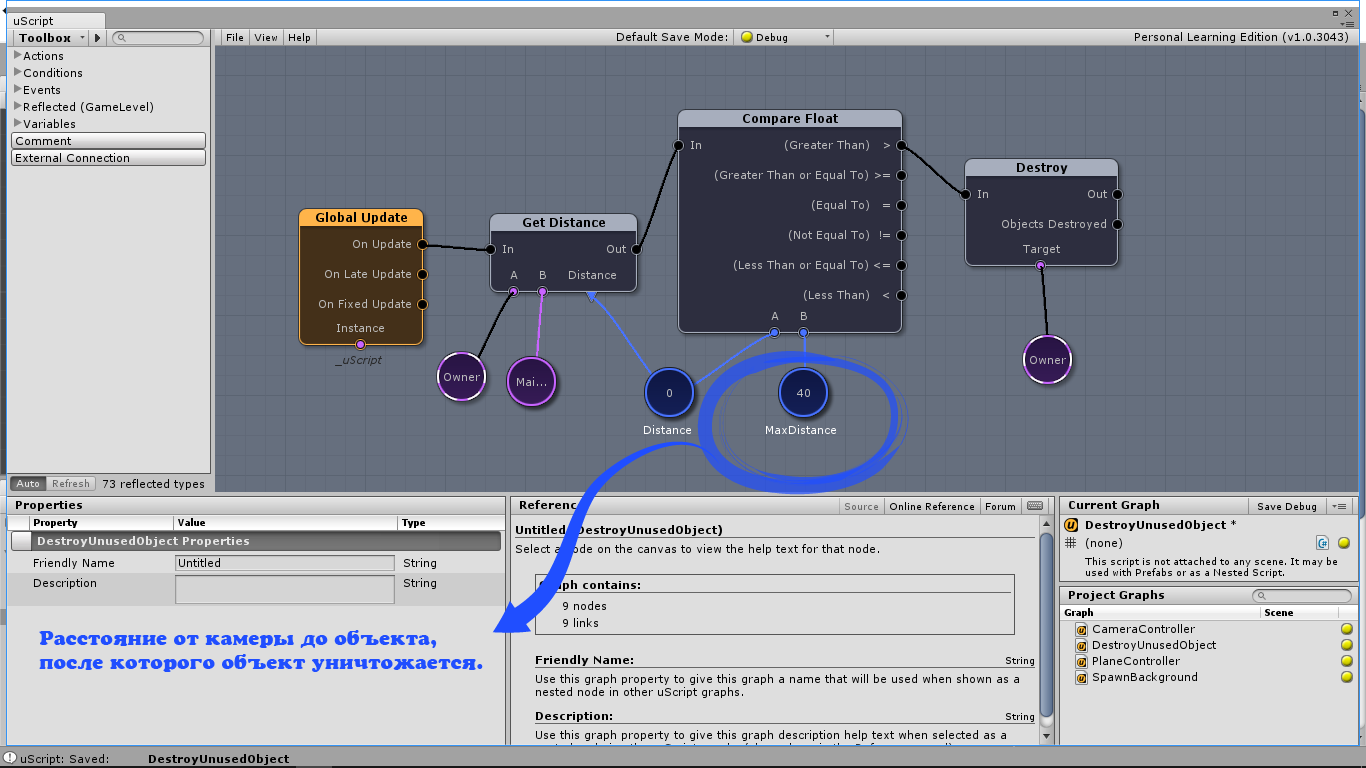 uScript
Toolbox
File View Help
Default Save Mode: Debug
Personal Learning Edition (v1.0.3043)
Actions
Conditions
Events
Reflected (GameLevel)
Variables
Comment
External Connection
Global Update
On Update
On Late Update
On Fixed Update
Instance
_uScript
Get Distance
In Out
A B Distance
Owner
Mai...
Compare Float
In (Greater Than) >
(Greater Than or Equal To) >=
(Equal To) =
(Not Equal To) !=
(Less Than or Equal To) <=
(Less Than) <
A B
0
Distance
40
MaxDistance
Destroy
In Out
Objects Destroyed
Target
Owner
Auto Refresh 73 reflected types
Properties
Property Value Type
DestroyUnusedObject Properties
Friendly Name Untitled String
Description String
Расстояние от камеры до объекта,
после которого объект уничтожается.
Source Online Reference Forum
Select a node on the canvas to view the help text for that node.
contains:
9 nodes
9 links
Friendly Name: String
Use this graph property to give this graph a name that will be used when shown as a
nested node in other uScript graphs.
Description: String
Use this graph property to give this graph description help text when selected as a
Current Graph Save Debug
DestroyUnusedObject *
(none)
This script is not attached to any scene. It may be
used with Prefabs or as a Nested Script.
Project Graphs
Graph Scene
CameraController
DestroyUnusedObject
PlaneController
SpawnBackground
uScript: Saved: DestroyUnusedObject